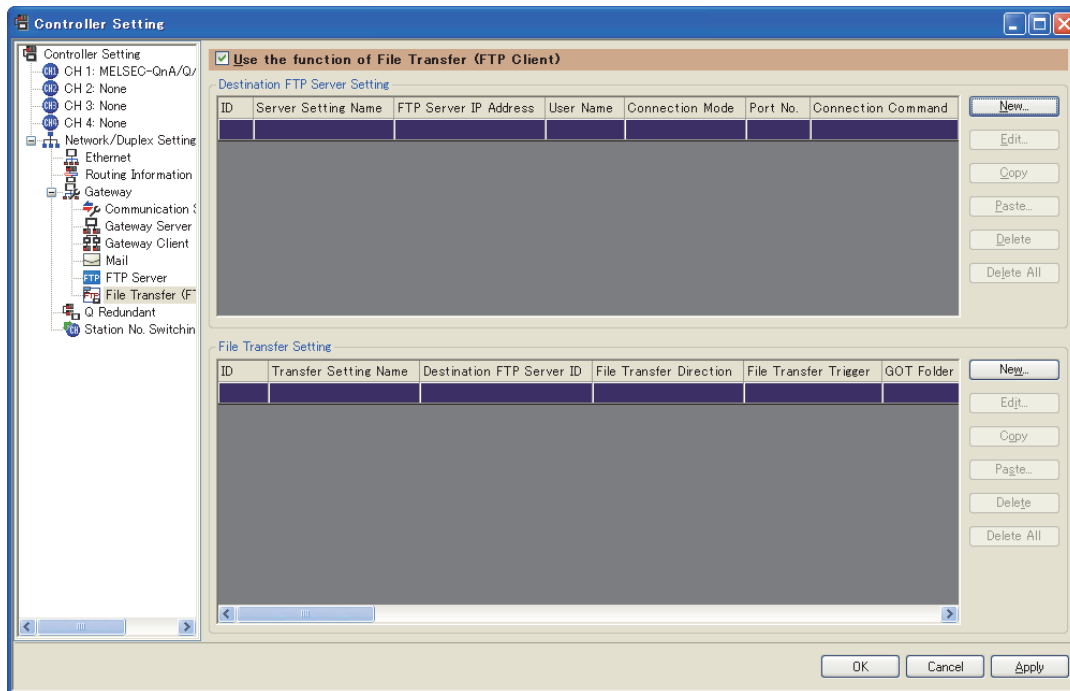 Controller Setting
Controller Setting
CH 1: MELSEC-QnA/Q/
CH 2: None
CH 3: None
CH 4: None
Network/Duplex Setting
Ethernet
Routing Information
Gateway
Communication S
Gateway Server
Gateway Client
Mail
FTP Server
File Transfer (FT
Q Redundant
Station No. Switchin
Use the function of File Transfer (FTP Client)
Destination FTP Server Setting
ID Server Setting Name FTP Server IP Address User Name Connection Mode Port No. Connection Command
New...
Edit...
Copy
Paste...
Delete
Delete All
File Transfer Setting
ID Transfer Setting Name Destination FTP Server ID File Transfer Direction File Transfer Trigger GOT Folder
New...
Edit...
Copy
Paste...
Delete
Delete All
OK Cancel Apply